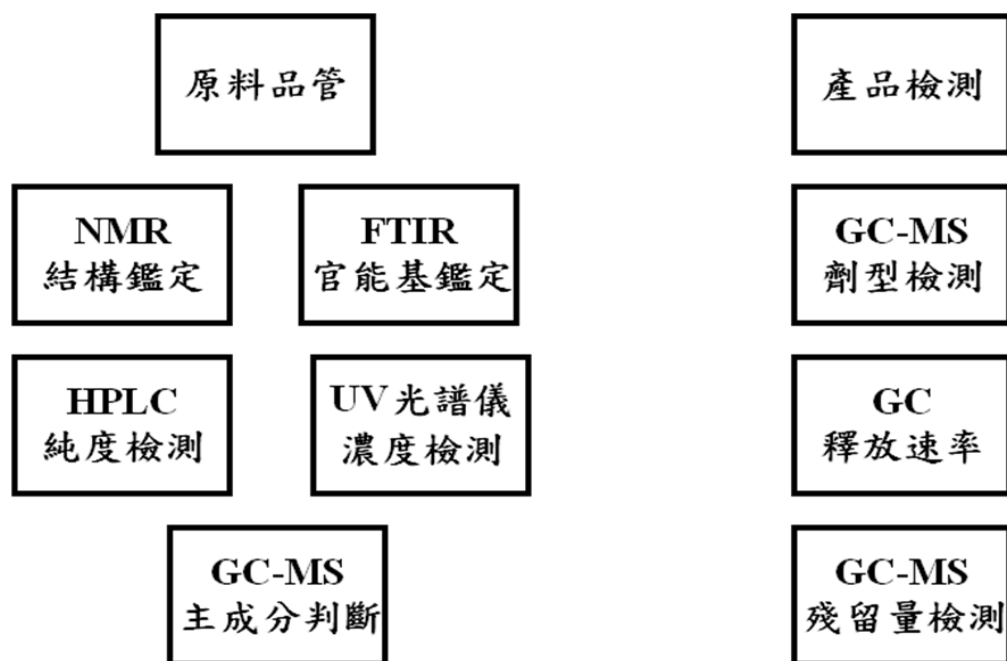 原料品管
產品檢測
NMR
結構鑑定
FTIR
官能基鑑定
GC-MS
劑型檢測
HPLC
純度檢測
UV光譜儀
濃度檢測
GC
釋放速率
GC-MS
主成分判斷
GC-MS
殘留量檢測